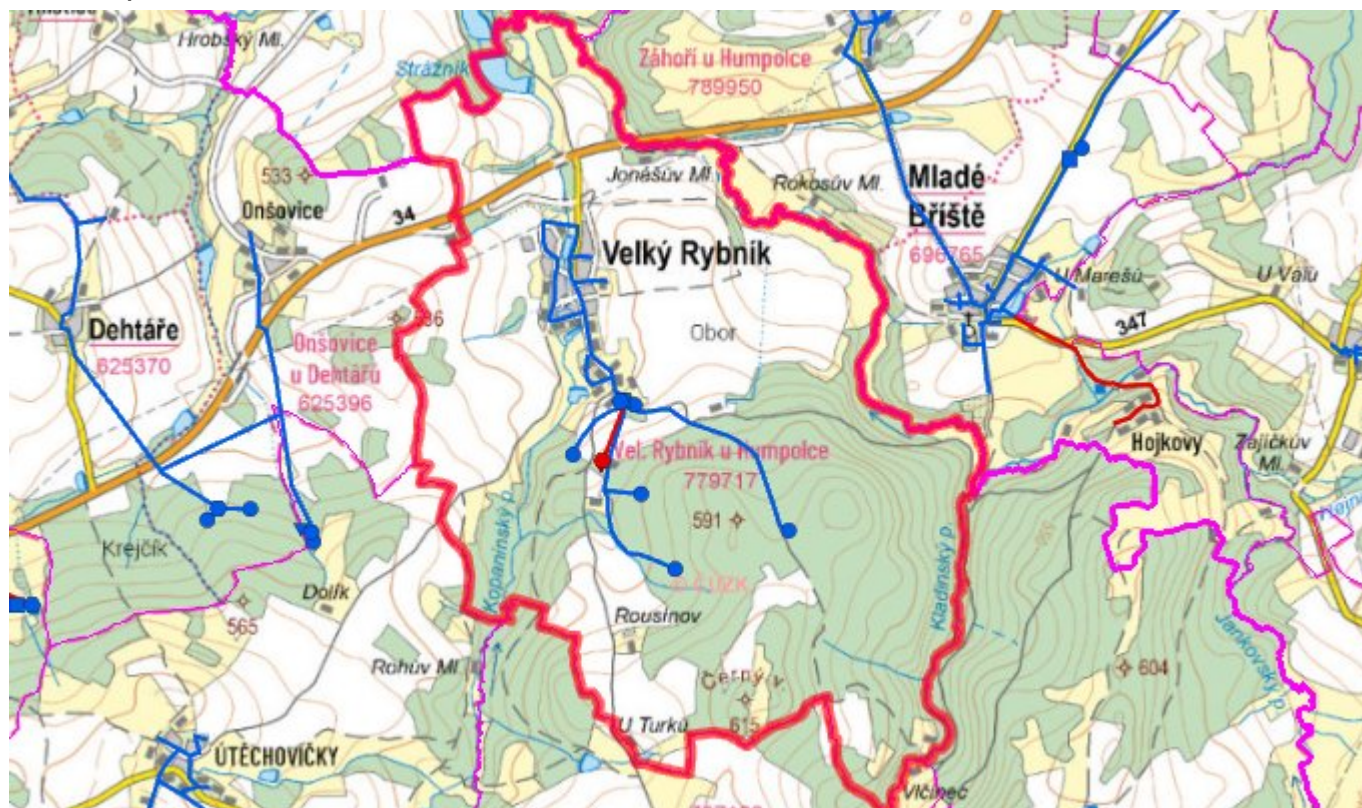 Hrobský Ml.
Strážník
Záhoří u Humpolce
789950
533
Onšovice
34
Jonéšův Ml.
Rokosův Ml.
Mladé
Bříště
696765
Velký Rybník
U Marešů
U Valu
Dehtáře
625370
Onšovice
u Dehtářů
625396
Obor
347
Hojkovy
Zajíčkův
Ml.
Vel. Rybník u Humpolce
779717
591
Krejčík
Kopaninský p.
Kladinský p.
Dolík
565
Rousínov
Rohův Ml.
Černý v.
615
604
Jankovský p.
U Turků
ÚTĚCHOVIČKY
Vlčinec